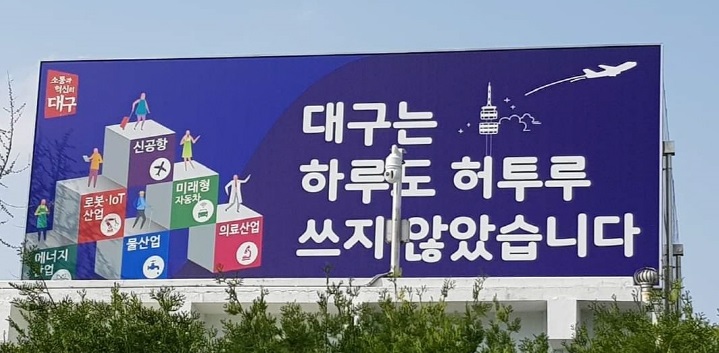 소통과
혁신의
대구
신공항
로봇·IoT
산업
미래형
자동차
에너지
산업
물산업
의료산업
대구는
하루도 허투루
쓰지 않았습니다